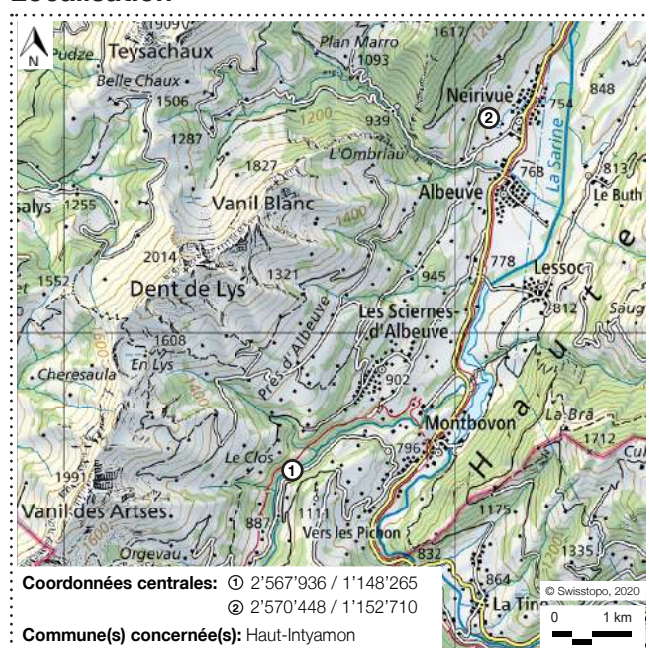 N
Teysachaux
Pudze
Belle Chaux
1506
1287
Plan Marro
1093
1617
1200
939
L'Ombriau
Neirivue
②
754
848
La Sarine
1827
Vanil Blanc
1400
Albeuve
768
813
Le Buth
salys
1255
2014
1552
Dent de Lys
1321
945
778
Lessoc
812
Saug
Les Sciernes-
d'Albeuve
Prés d'Albeuve
902
1608
En Lys
Cheresaula
1600
Le Clos
①
Montbovon
796
La Brâ
1712
Haute
1991
Vanil des Artses
887
1111
Vers les Pichon
Orgevau
832
1175
1335
864
La Tine
Coordonnées centrales: ① 2'567'936 / 1'148'265
② 2'570'448 / 1'152'710
Commune(s) concernée(s): Haut-Intyamon
© Swisstopo, 2020
0 1 km